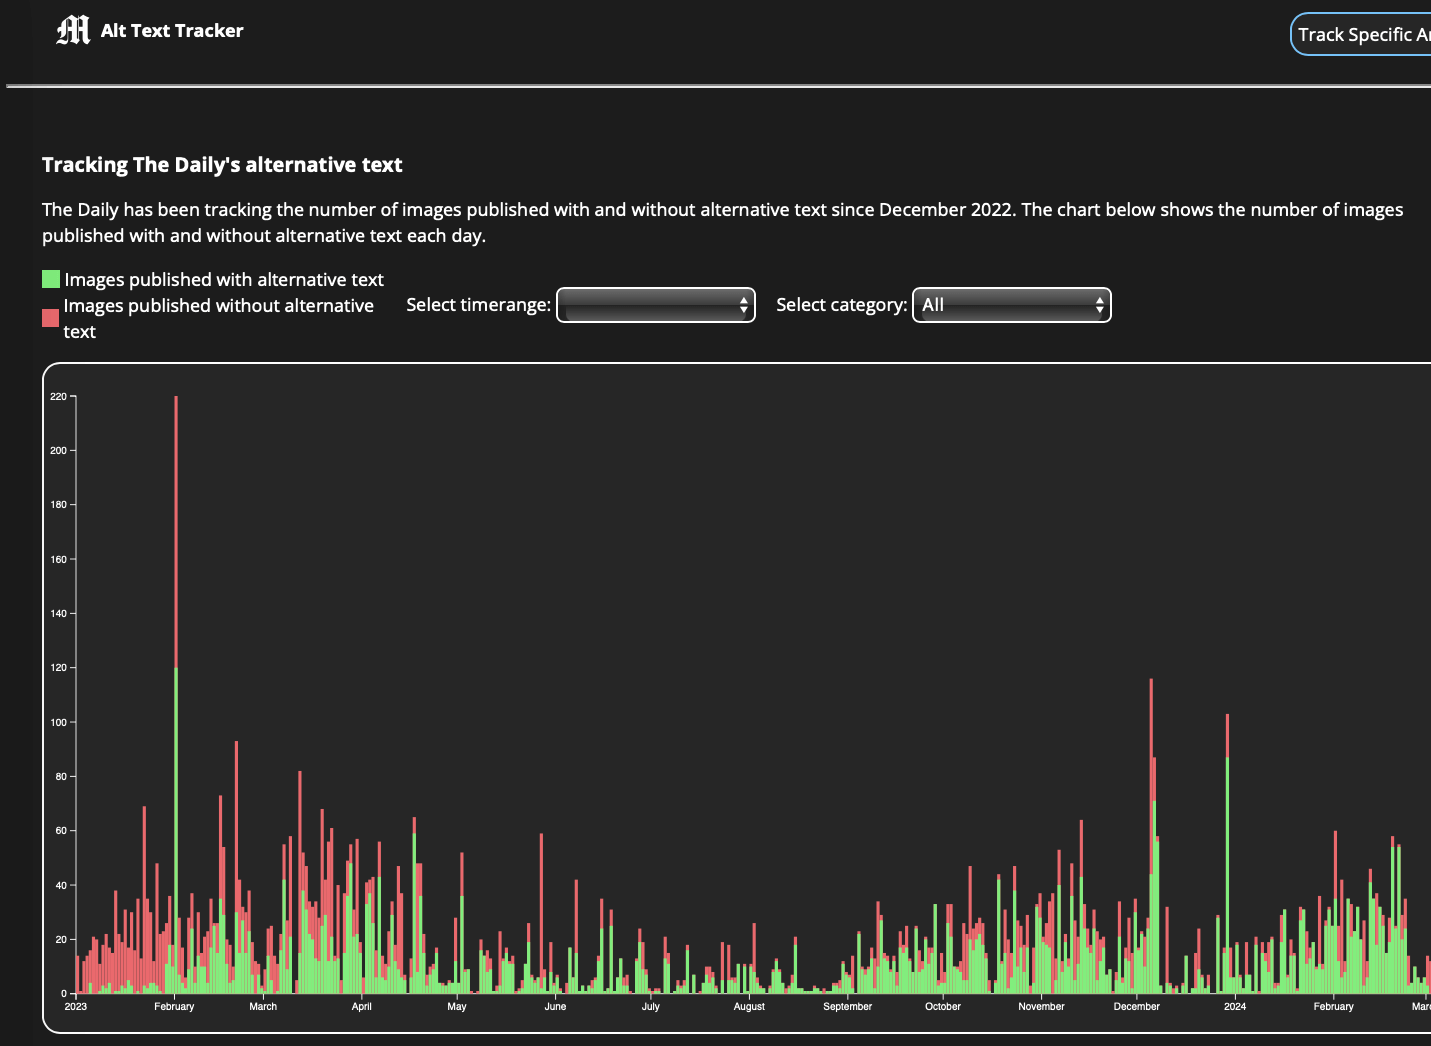 M Alt Text Tracker
Track Specific
Tracking The Daily's alternative text
The Daily has been tracking the number of images published with and without alternative text since December 2022. The chart below shows the number of images
published with and without alternative text each day.
Images published with alternative text
Images published without alternative
text
Select timerange:
Select category: All
220
200
180
160
140
120
100
80
60
40
20
0
2023 February March April May June July August September October November December 2024 February Mar